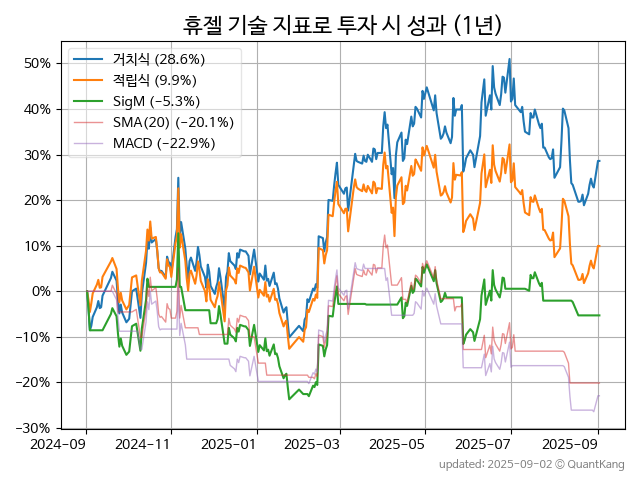 휴젤 기술 지표로 투자 시 성과 (1년)
거치식 (28.6%)
적립식 (9.9%)
SigM (−5.3%)
SMA(20) (−20.1%)
MACD (−22.9%)
50%
40%
30%
20%
10%
0%
−10%
−20%
−30%
2024-09 2024-11 2025-01 2025-03 2025-05 2025-07 2025-09
updated: 2025-09-02 © QuantKang